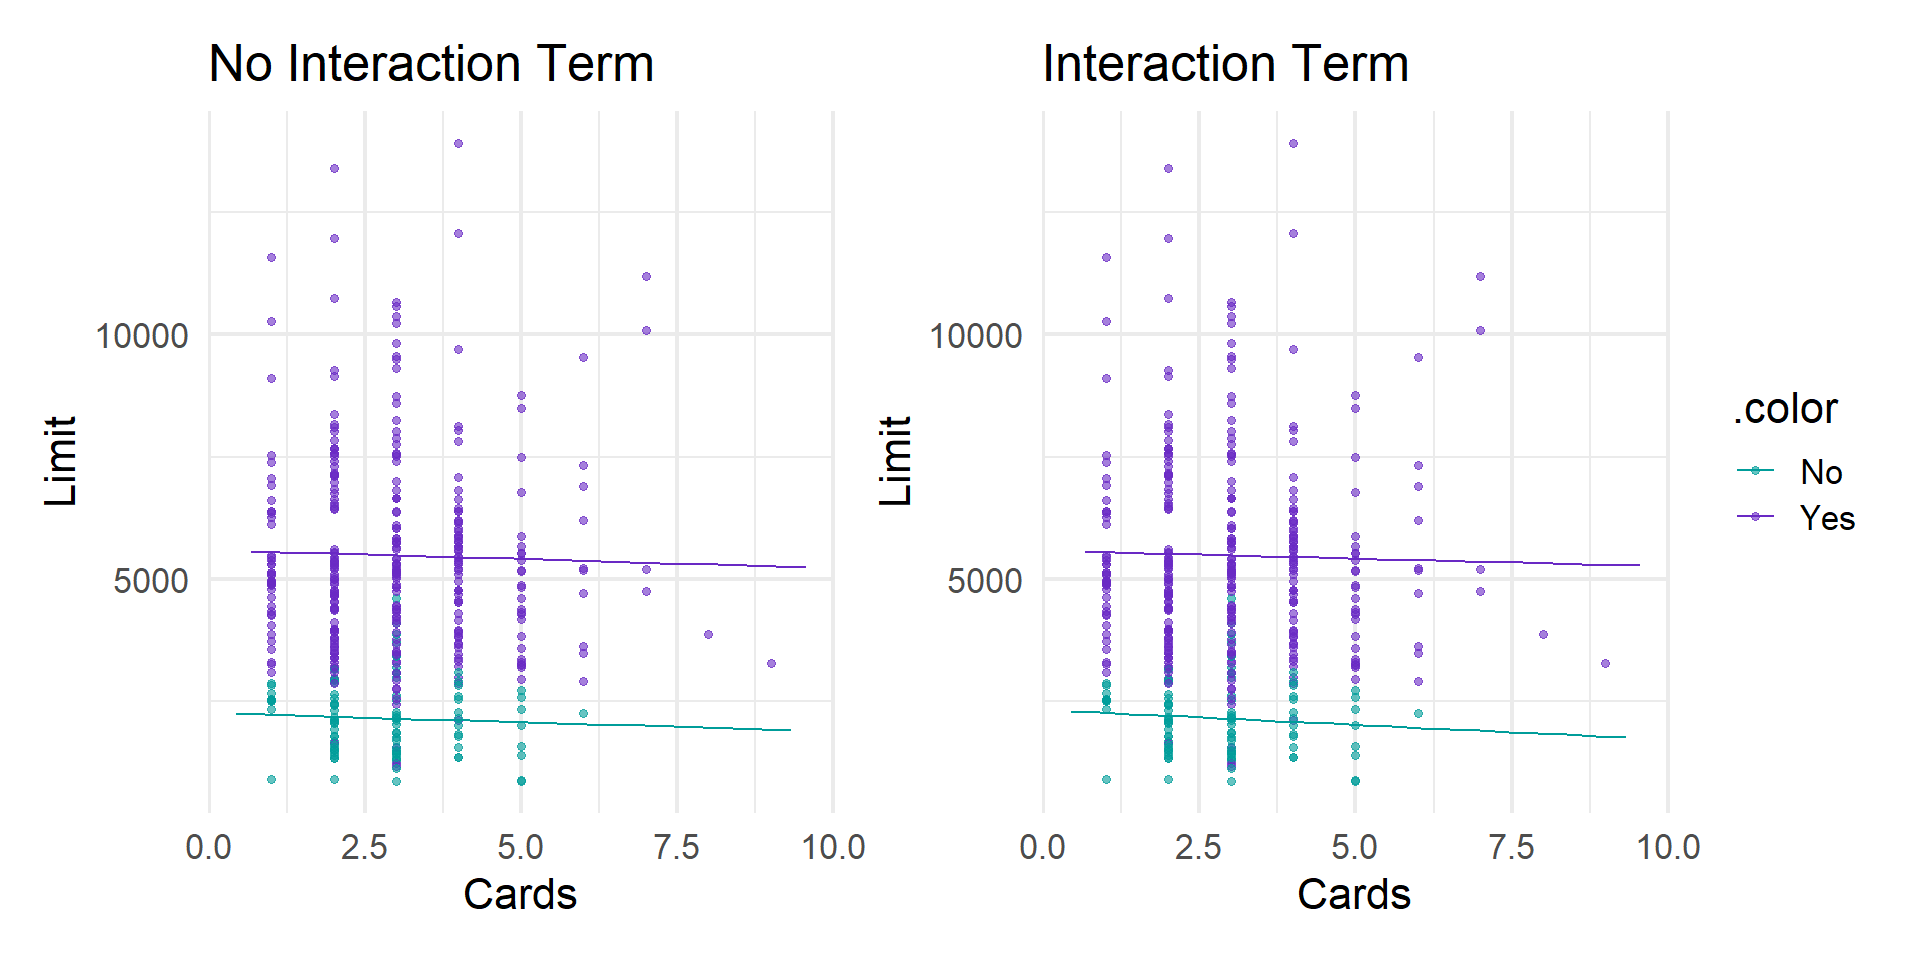 No Interaction Term
Limit
10000
5000
0.0 2.5 5.0 7.5 10.0
Cards
Interaction Term
Limit
10000
5000
0.0 2.5 5.0 7.5 10.0
Cards
.color
No
Yes